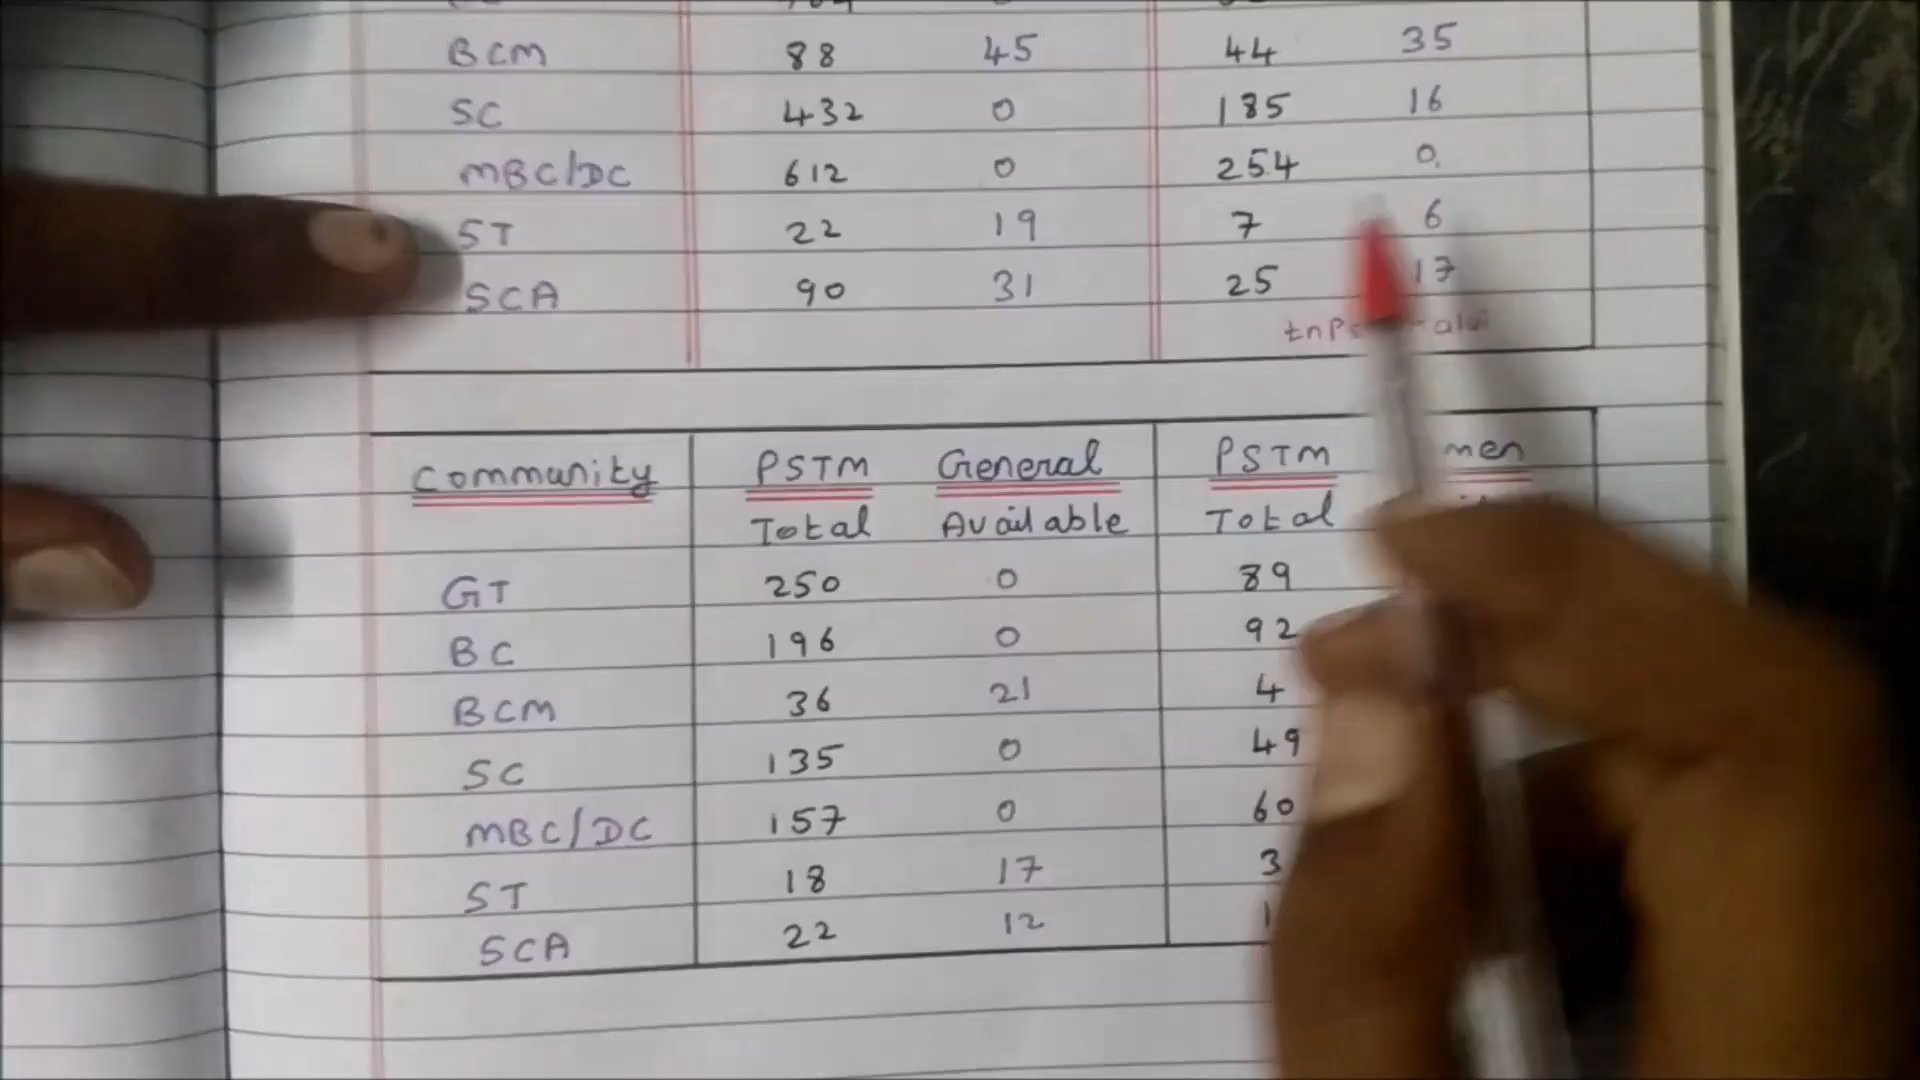 BCM 88 45 44 35
SC 432 0 185 16
MBC/DC 612 0 254 0
ST 22 19 7 6
SCA 90 31 25 17
Community PSTM General PSTM
Total Available Total
GT 250 0 89
BC 196 0 92
BCM 36 21 4
SC 135 0 49
MBC/DC 157 0 60
ST 18 17 3
SCA 22 12